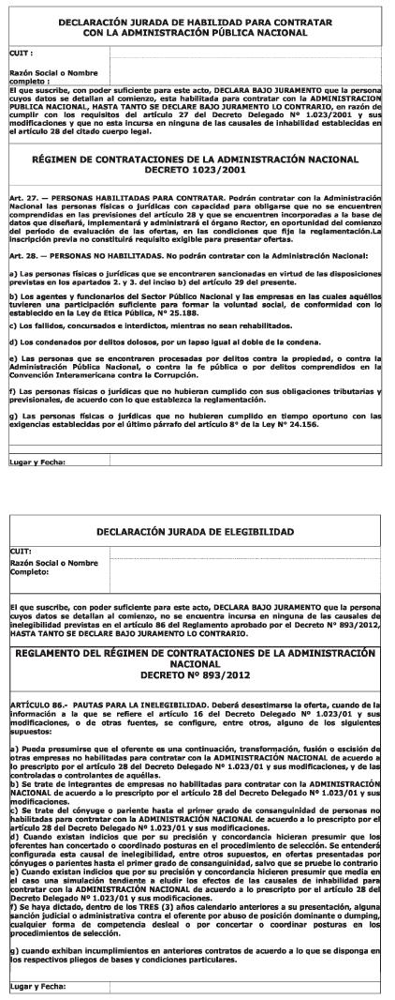 DECLARACIÓN JURADA DE HABILIDAD PARA CONTRATAR
CON LA ADMINISTRACIÓN PÚBLICA NACIONAL
CUIT :
Razón Social o Nombre
completo :
El que suscribe, con poder suficiente para este acto, DECLARA BAJO JURAMENTO que la persona
cuyos datos se detallan al comienzo, esta habilitada para contratar con la ADMINISTRACION
PUBLICA NACIONAL, HASTA TANTO SE DECLARE BAJO JURAMENTO LO CONTRARIO, en razón de
cumplir con los requisitos del artículo 27 del Decreto Delegado Nº 1.023/2001 y sus
modificaciones y que no esta incursa en ninguna de las causales de inhabilidad establecidas en
el artículo 28 del citado cuerpo legal.
RÉGIMEN DE CONTRATACIONES DE LA ADMINISTRACIÓN NACIONAL
DECRETO 1023/2001
Art. 27. — PERSONAS HABILITADAS PARA CONTRATAR. Podrán contratar con la Administración
Nacional las personas físicas o jurídicas con capacidad para obligarse que no se encuentren
comprendidas en las previsiones del artículo 28 y que se encuentren incorporadas a la base de
datos que diseñará, implementará y administrará el órgano Rector, en oportunidad del comienzo
del período de evaluación de las ofertas, en las condiciones que fije la reglamentación.La
inscripción previa no constituirá requisito exigible para presentar ofertas.
Art. 28. — PERSONAS NO HABILITADAS. No podrán contratar con la Administración Nacional:
a) Las personas físicas o jurídicas que se encontraren sancionadas en virtud de las disposiciones
previstas en los apartados 2. y 3. del inciso b) del artículo 29 del presente.
b) Los agentes y funcionarios del Sector Público Nacional y las empresas en las cuales aquéllos
tuvieren una participación suficiente para formar la voluntad social, de conformidad con lo
establecido en la Ley de Etica Pública, Nº 25.188.
c) Los fallidos, concursados e interdictos, mientras no sean rehabilitados.
d) Los condenados por delitos dolosos, por un lapso igual al doble de la condena.
e) Las personas que se encontraren procesadas por delitos contra la propiedad, o contra la
Administración Pública Nacional, o contra la fe pública o por delitos comprendidos en la
Convención Interamericana contra la Corrupción.
f) Las personas físicas o jurídicas que no hubieran cumplido con sus obligaciones tributarias y
previsionales, de acuerdo con lo que establezca la reglamentación.
g) Las personas físicas o jurídicas que no hubieren cumplido en tiempo oportuno con las
exigencias establecidas por el último párrafo del artículo 8° de la Ley Nº 24.156.
Lugar y Fecha:
DECLARACIÓN JURADA DE ELEGIBILIDAD
CUIT:
Razón Social o Nombre
Completo:
El que suscribe, con poder suficiente para este acto, DECLARA BAJO JURAMENTO que la persona
cuyos datos se detallan al comienzo, no se encuentra incursa en ninguna de las causales de
inelegibilidad previstas en el artículo 86 del Reglamento aprobado por el Decreto Nº 893/2012,
HASTA TANTO SE DECLARE BAJO JURAMENTO LO CONTRARIO.
REGLAMENTO DEL RÉGIMEN DE CONTRATACIONES DE LA ADMINISTRACIÓN
NACIONAL
DECRETO Nº 893/2012
ARTÍCULO 86.- PAUTAS PARA LA INELEGIBILIDAD. Deberá desestimarse la oferta, cuando de la
información a la que se refiere el artículo 16 del Decreto Delegado Nº 1.023/01 y sus
modificaciones, o de otras fuentes, se configure, entre otros, alguno de los siguientes
supuestos:
a) Pueda presumirse que el oferente es una continuación, transformación, fusión o escisión de
otras empresas no habilitadas para contratar con la ADMINISTRACIÓN NACIONAL de acuerdo a
lo prescripto por el artículo 28 del Decreto Delegado Nº 1.023/01 y sus modificaciones, y de las
controladas o controlantes de aquéllas.
b) Se trate de integrantes de empresas no habilitadas para contratar con la ADMINISTRACIÓN
NACIONAL de acuerdo a lo prescripto por el artículo 28 del Decreto Delegado Nº 1.023/01 y sus
modificaciones.
c) Se trate del cónyuge o pariente hasta el primer grado de consanguinidad de personas no
habilitadas para contratar con la ADMINISTRACIÓN NACIONAL de acuerdo a lo prescripto por el
artículo 28 del Decreto Delegado Nº 1.023/01 y sus modificaciones.
d) Cuando existan indicios que por su precisión y concordancia hicieran presumir que los
oferentes han concertado o coordinado posturas en el procedimiento de selección. Se entenderá
configurada esta causal de inelegibilidad, entre otros supuestos, en ofertas presentadas por
cónyuges o parientes hasta el primer grado de consanguinidad, salvo que se pruebe lo contrario
e) Cuando existan indicios que por su precisión y concordancia hicieren presumir que media en
el caso una simulación tendiente a eludir los efectos de las causales de inhabilidad para
contratar con la ADMINISTRACIÓN NACIONAL de acuerdo a lo prescripto por el artículo 28 del
Decreto Delegado Nº 1.023/01 y sus modificaciones.
f) Se haya dictado, dentro de los TRES (3) años calendario anteriores a su presentación, alguna
sanción judicial o administrativa contra el oferente por abuso de posición dominante o dumping,
cualquier forma de competencia desleal o por concertar o coordinar posturas en los
procedimientos de selección.
g) cuando exhiban incumplimientos en anteriores contratos de acuerdo a lo que se disponga en
los respectivos pliegos de bases y condiciones particulares.
Lugar y Fecha: